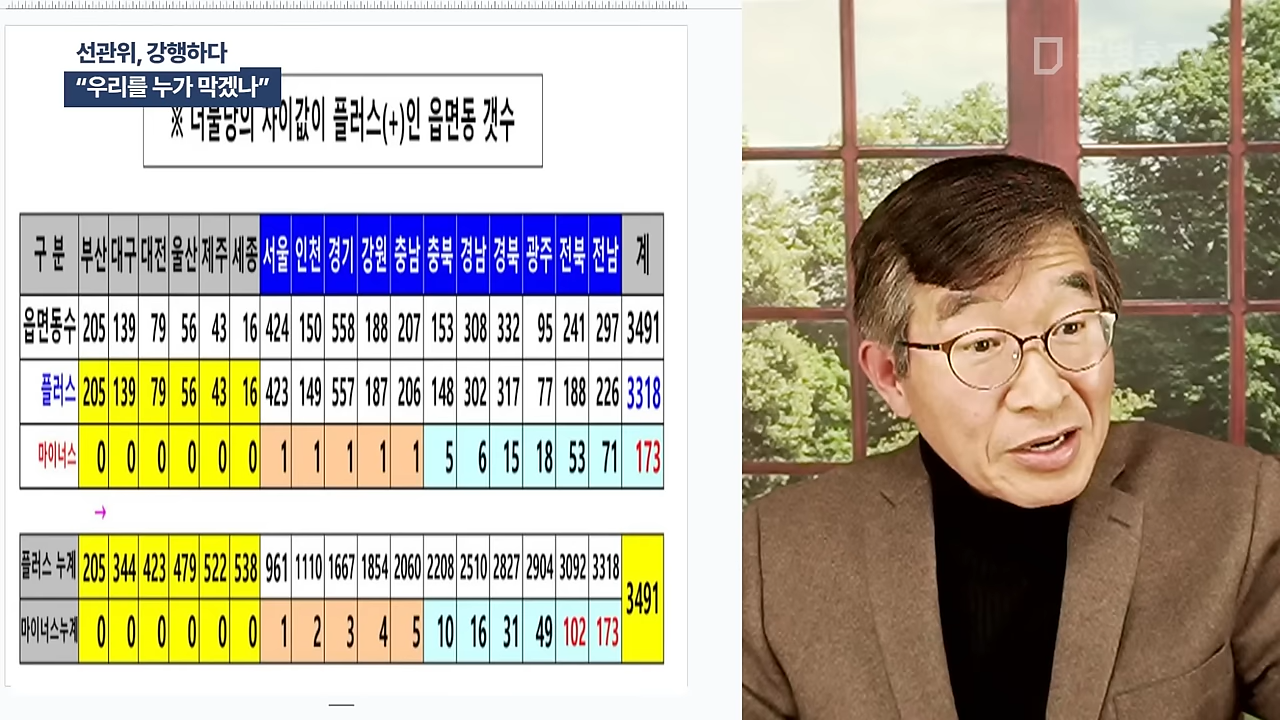 선관위, 강행하다
“우리를 누가 막겠나”
※ 더불당의 차이값이 플러스(+)인 읍면동 갯수
구 분 부산 대구 대전 울산 제주 세종 서울 인천 경기 강원 충남 충북 경남 경북 광주 전북 전남 계
읍면동수 205 139 79 56 43 16 424 150 558 188 207 153 308 332 95 241 297 3491
플러스 205 139 79 56 43 16 423 149 557 187 206 148 302 317 77 188 226 3318
마이너스 0 0 0 0 0 0 1 1 1 1 1 5 6 15 18 53 71 173
→
플러스 누계 205 344 423 479 522 538 961 1110 1667 1854 2060 2208 2510 2827 2904 3092 3318 3491
마이너스누계 0 0 0 0 0 0 1 2 3 4 5 10 16 31 49 102 173